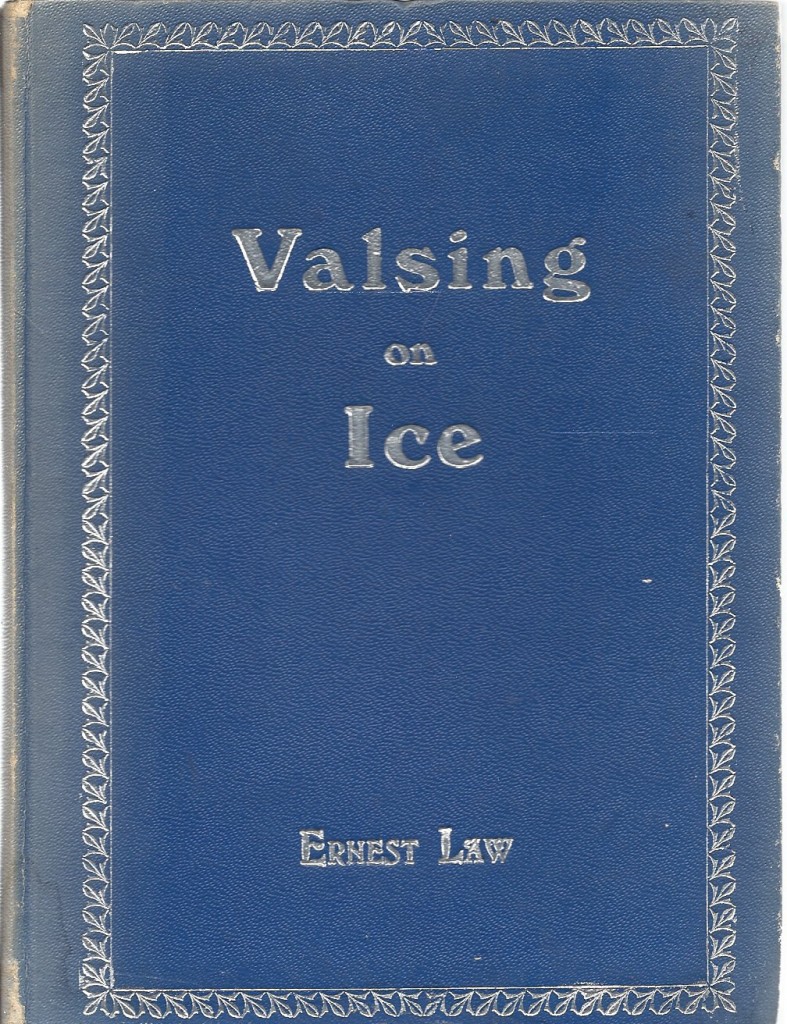 Valsing
on
Ice
ERNEST LAW